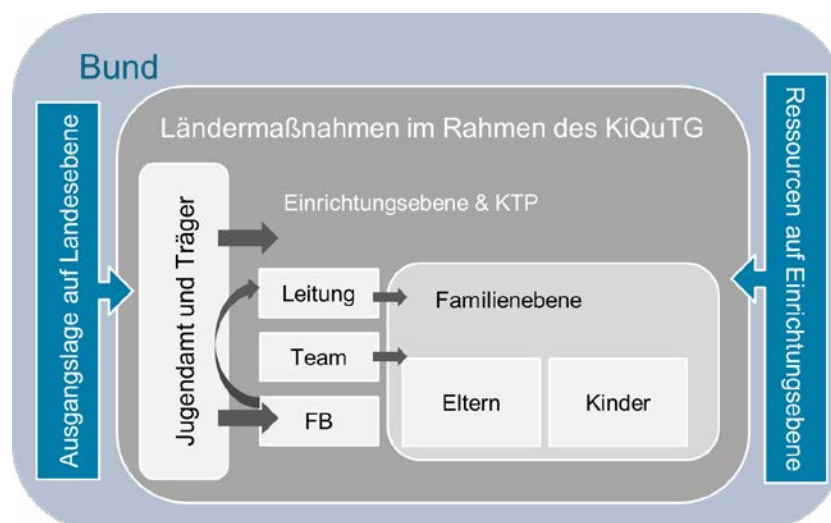 Bund
Ausgangslage auf Landesebene
Ländermaßnahmen im Rahmen des KiQuTG
Jugendamt und Träger
Einrichtungsebene & KTP
Leitung
Team
FB
Familienebene
Eltern
Kinder
Ressourcen auf Einrichtungsebene